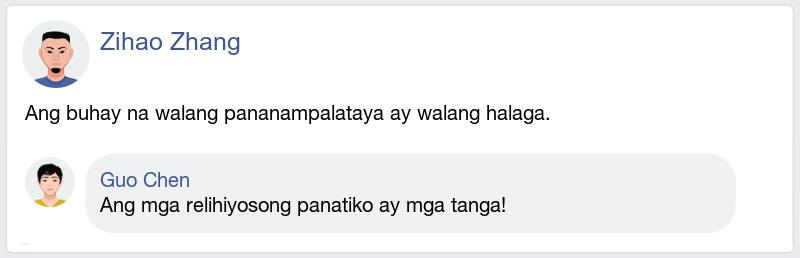 Zihao Zhang
Ang buhay na walang pananampalataya ay walang halaga.
Guo Chen
Ang mga relihiyosong panatiko ay mga tanga!